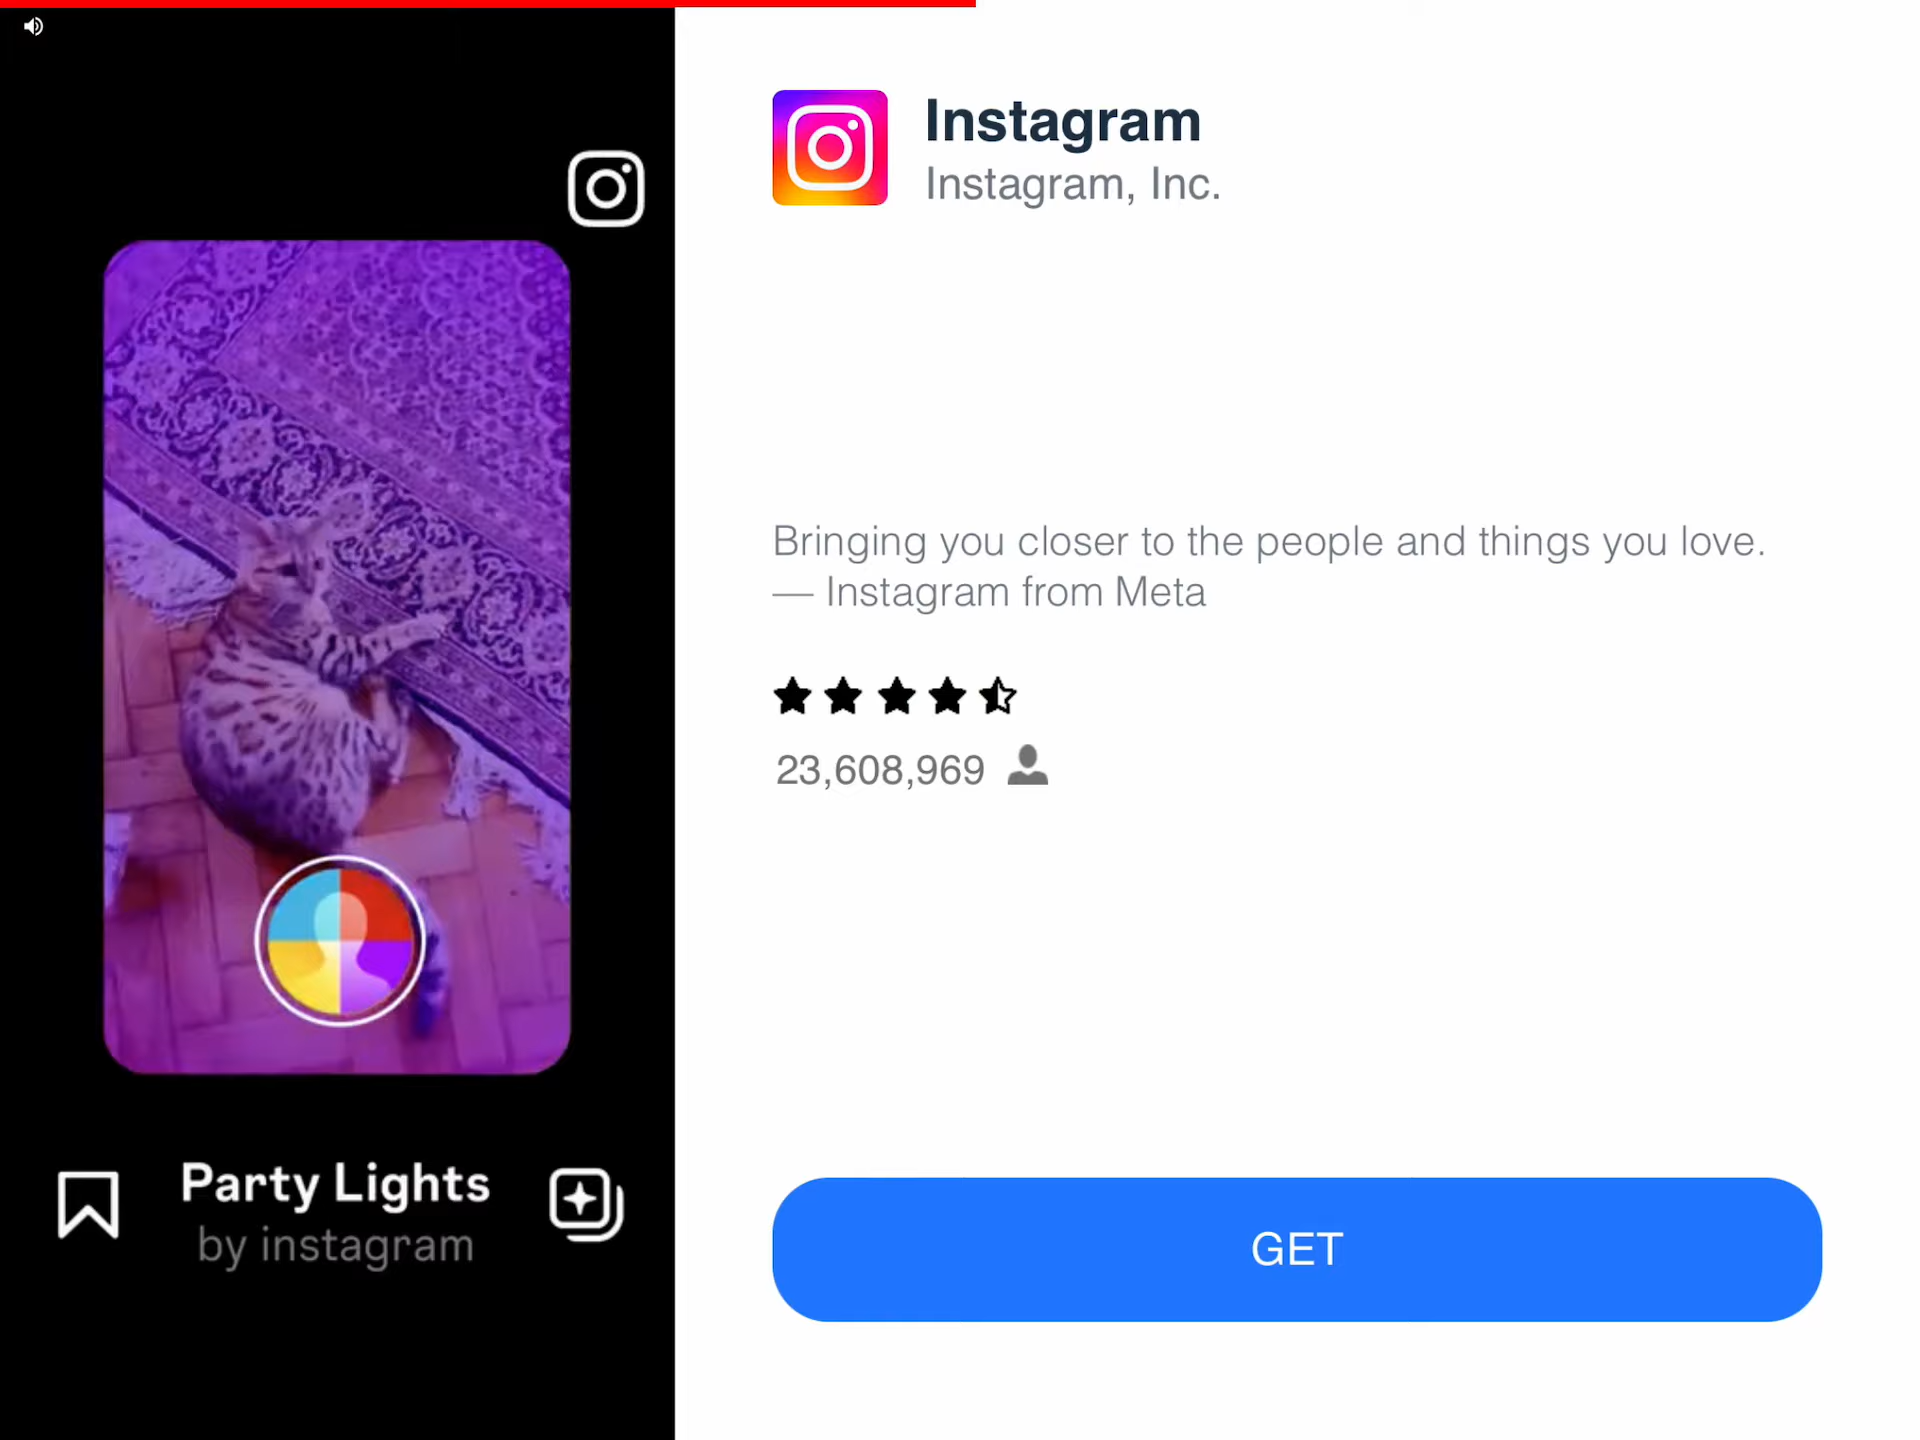 Party Lights
by instagram
Instagram
Instagram, Inc.
Bringing you closer to the people and things you love.
— Instagram from Meta
23,608,969
GET